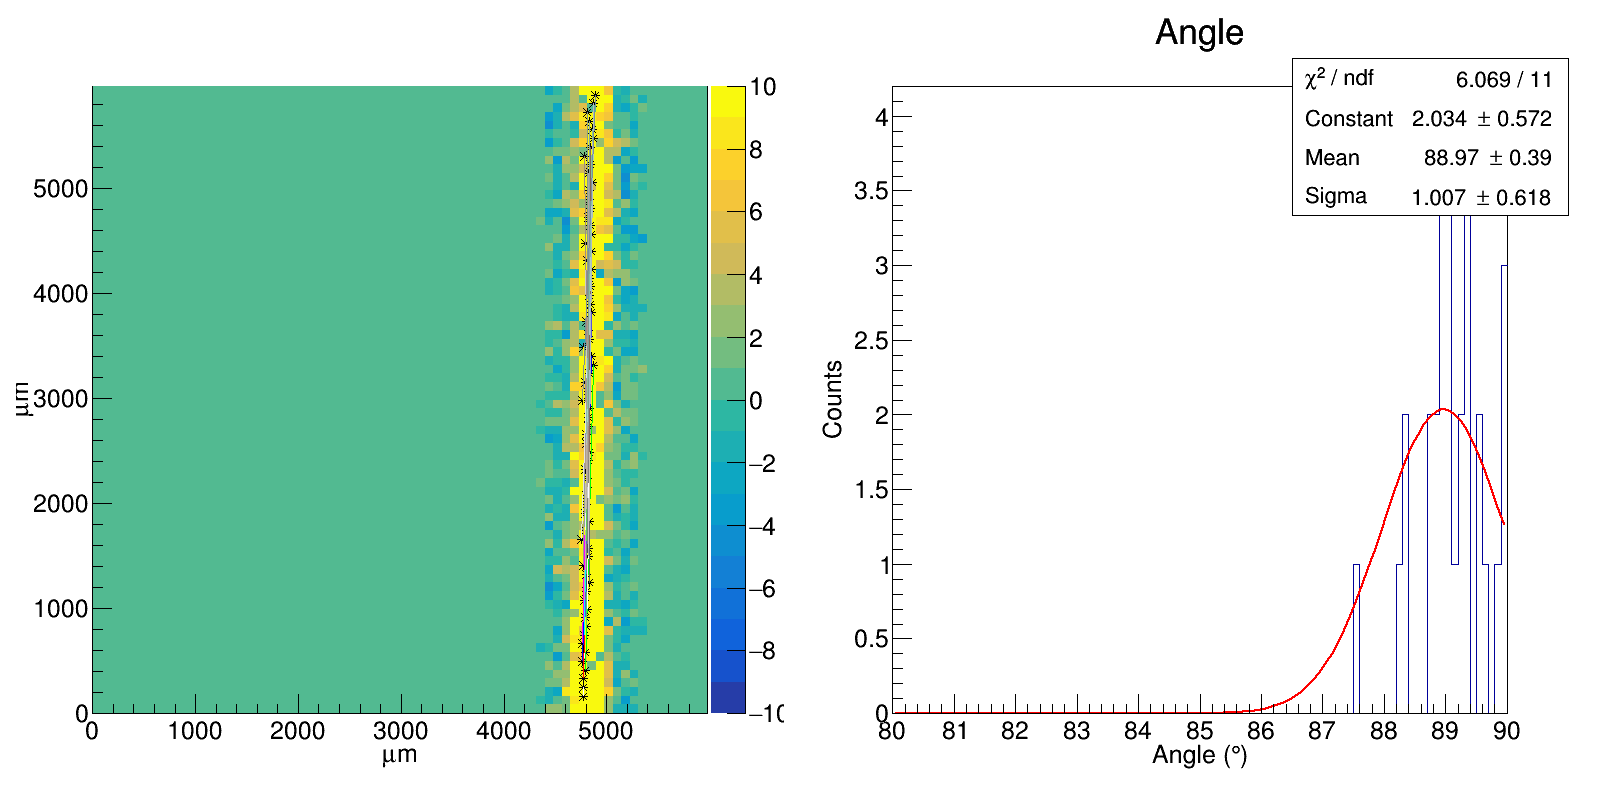 Angle
χ² / ndf 6.069 / 11
Constant 2.034 ± 0.572
Mean 88.97 ± 0.39
Sigma 1.007 ± 0.618
5000
4000
3000
2000
1000
0
μm
0 1000 2000 3000 4000 5000
μm
10
8
6
4
2
0
−2
−4
−6
−8
−10
4
3.5
3
2.5
2
1.5
1
0.5
0
Counts
80 81 82 83 84 85 86 87 88 89 90
Angle (°)